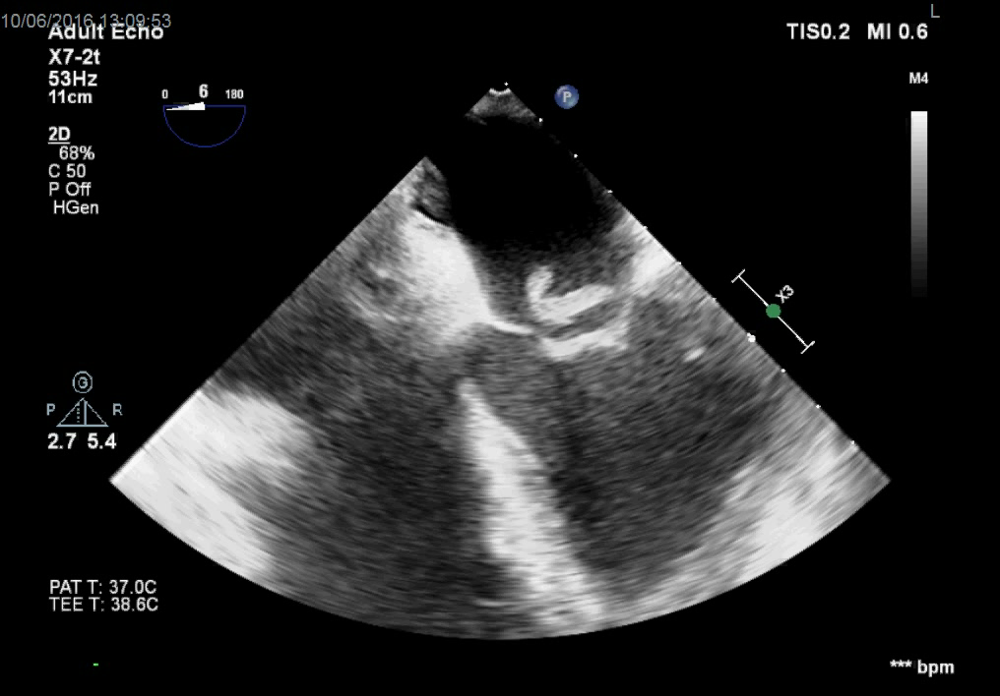 10/06/2016 13:09:53
L
Adult Echo
TIS0.2 MI 0.6
X7-2t
53Hz
11cm
M4
0 6 180
P
2D
68%
C 50
P Off
HGen
X3
G
P R
2.7 5.4
PAT T: 37.0C
TEE T: 38.6C
*** bpm